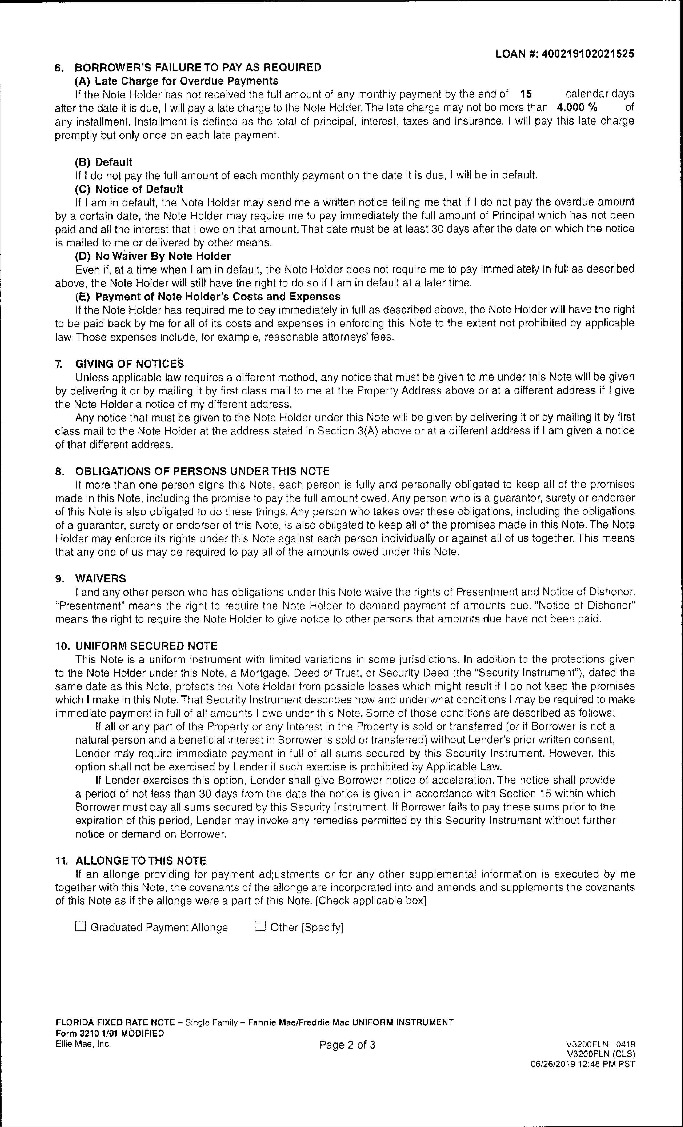 LOAN #: 400219102021525
6. BORROWER'S FAILURE TO PAY AS REQUIRED
(A) Late Charge for Overdue Payments
If the Note Holder has not received the full amount of any monthly payment by the end of 15 calendar days
after the date it is due, I will pay a late charge to the Note Holder. The late charge may not be more than 4.000 % of
any installment. Installment is defined as the total of principal, interest, taxes and insurance. I will pay this late charge
promptly but only once on each late payment.
(B) Default
If I do not pay the full amount of each monthly payment on the date it is due, I will be in default.
(C) Notice of Default
If I am in default, the Note Holder may send me a written notice telling me that if I do not pay the overdue amount
by a certain date, the Note Holder may require me to pay immediately the full amount of Principal which has not been
paid and all the interest that I owe on that amount. That date must be at least 30 days after the date on which the notice
is mailed to me or delivered by other means.
(D) No Waiver By Note Holder
Even if, at a time when I am in default, the Note Holder does not require me to pay immediately in full as described
above, the Note Holder will still have the right to do so if I am in default at a later time.
(E) Payment of Note Holder's Costs and Expenses
If the Note Holder has required me to pay immediately in full as described above, the Note Holder will have the right
to be paid back by me for all of its costs and expenses in enforcing this Note to the extent not prohibited by applicable
law. Those expenses include, for example, reasonable attorneys' fees.
7. GIVING OF NOTICES
Unless applicable law requires a different method, any notice that must be given to me under this Note will be given
by delivering it or by mailing it by first class mail to me at the Property Address above or at a different address if I give
the Note Holder a notice of my different address.
Any notice that must be given to the Note Holder under this Note will be given by delivering it or by mailing it by first
class mail to the Note Holder at the address stated in Section 3(A) above or at a different address if I am given a notice
of that different address.
8. OBLIGATIONS OF PERSONS UNDER THIS NOTE
If more than one person signs this Note, each person is fully and personally obligated to keep all of the promises
made in this Note, including the promise to pay the full amount owed. Any person who is a guarantor, surety or endorser
of this Note is also obligated to do these things. Any person who takes over these obligations, including the obligations
of a guarantor, surety or endorser of this Note, is also obligated to keep all of the promises made in this Note. The Note
Holder may enforce its rights under this Note against each person individually or against all of us together. This means
that any one of us may be required to pay all of the amounts owed under this Note.
9. WAIVERS
I and any other person who has obligations under this Note waive the rights of Presentment and Notice of Dishonor.
"Presentment" means the right to require the Note Holder to demand payment of amounts due. "Notice of Dishonor"
means the right to require the Note Holder to give notice to other persons that amounts due have not been paid.
10. UNIFORM SECURED NOTE
This Note is a uniform instrument with limited variations in some jurisdictions. In addition to the protections given
to the Note Holder under this Note, a Mortgage, Deed of Trust, or Security Deed (the "Security Instrument"), dated the
same date as this Note, protects the Note Holder from possible losses which might result if I do not keep the promises
which I make in this Note. That Security Instrument describes how and under what conditions I may be required to make
immediate payment in full of all amounts I owe under this Note. Some of those conditions are described as follows:
If all or any part of the Property or any Interest in the Property is sold or transferred (or if Borrower is not a
natural person and a beneficial interest in Borrower is sold or transferred) without Lender's prior written consent,
Lender may require immediate payment in full of all sums secured by this Security Instrument. However, this
option shall not be exercised by Lender if such exercise is prohibited by Applicable Law.
If Lender exercises this option, Lender shall give Borrower notice of acceleration. The notice shall provide
a period of not less than 30 days from the date the notice is given in accordance with Section 15 within which
Borrower must pay all sums secured by this Security Instrument. If Borrower fails to pay these sums prior to the
expiration of this period, Lender may invoke any remedies permitted by this Security Instrument without further
notice or demand on Borrower.
11. ALLONGE TO THIS NOTE
If an allonge providing for payment adjustments or for any other supplemental information is executed by me
together with this Note, the covenants of the allonge are incorporated into and amends and supplements the covenants
of this Note as if the allonge were a part of this Note. [Check applicable box]
☐ Graduated Payment Allonge ☐ Other [Specify]
FLORIDA FIXED RATE NOTE – Single Family – Fannie Mae/Freddie Mac UNIFORM INSTRUMENT
Form 3210 1/01 MODIFIED
Ellie Mae, Inc. Page 2 of 3 V3200FLN 0419
V3200FLN (CLS)
06/26/2019 12:48 PM PST